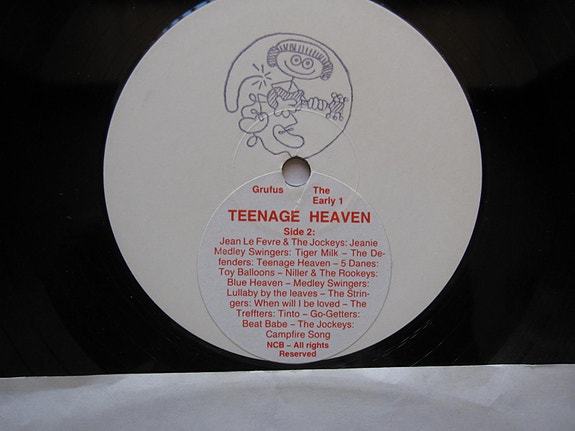 Grufus The
Early 1
TEENAGE HEAVEN
Side 2:
Jean Le Fevre & The Jockeys: Jeanie
Medley Swingers: Tiger Milk – The De-
fenders: Teenage Heaven – 5 Danes:
Toy Balloons – Niller & The Rookeys:
Blue Heaven – Medley Swingers:
Lullaby by the leaves – The Strin-
gers: When will I be loved – The
Treffters: Tinto – Go-Getters:
Beat Babe – The Jockeys:
Campfire Song
NCB – All rights
Reserved